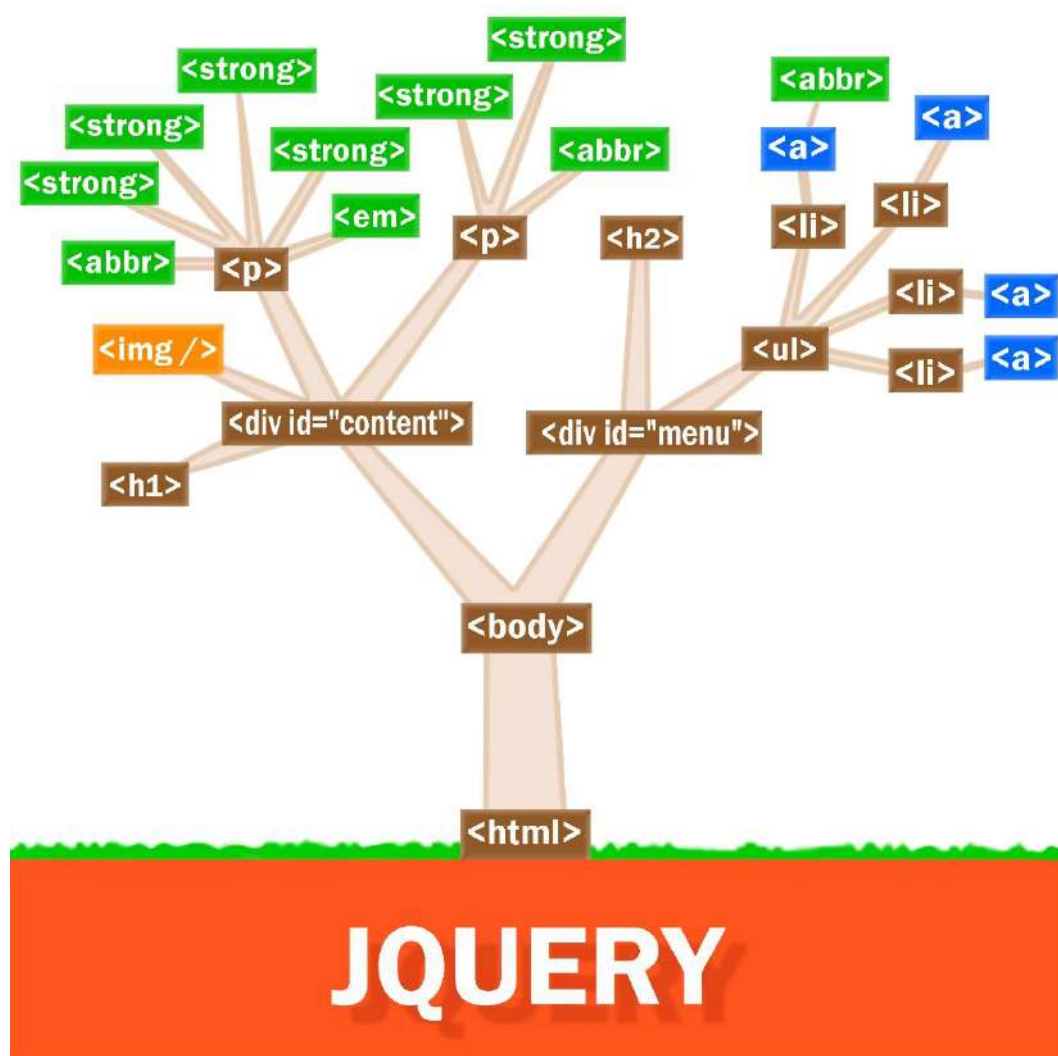 <strong>
<strong>
<abbr>
<strong>
<strong>
<a>
<strong>
<strong>
<a>
<abbr>
<strong>
<li>
<em>
<li>
<p>
<h2>
<abbr>
<p>
<li>
<a>
<img />
<ul>
<a>
<li>
<div id="content">
<div id="menu">
<h1>
<body>
<html>
JQUERY